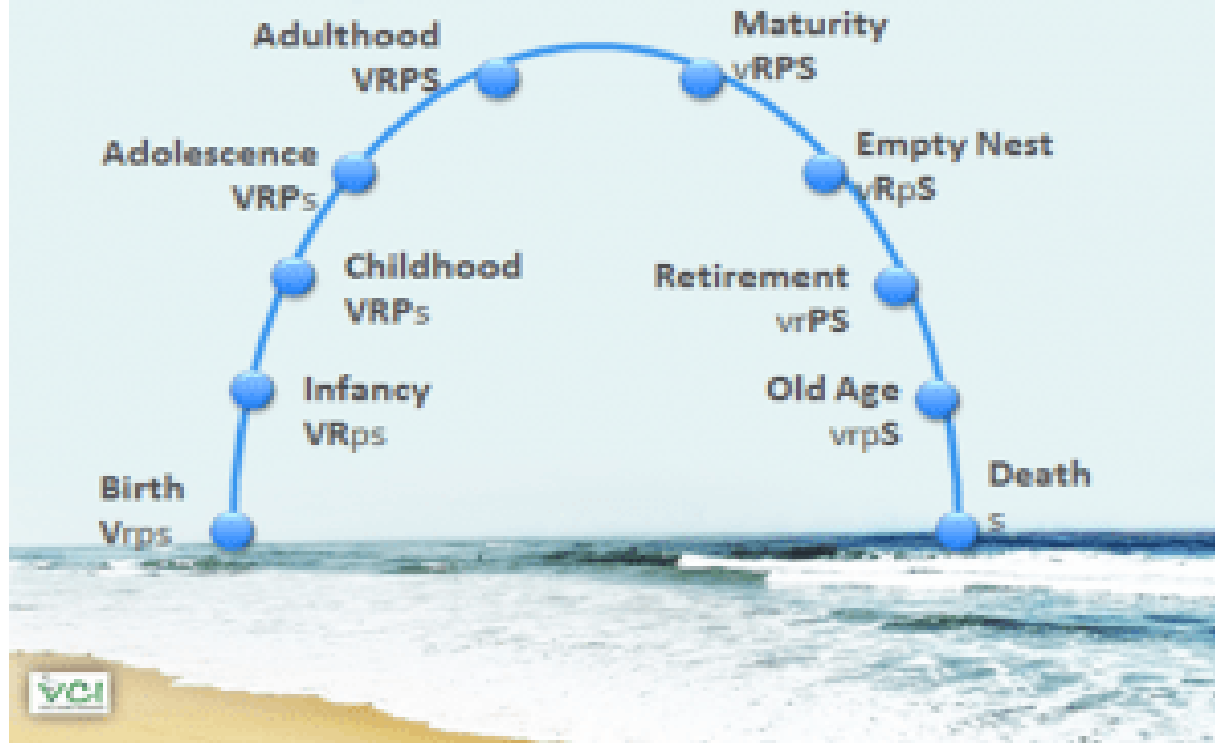 Adulthood
VRPS
Maturity
vRPS
Adolescence
VRPs
Empty Nest
vRpS
Childhood
VRPs
Retirement
vrPS
Infancy
VRps
Old Age
vrpS
Birth
Vrps
Death
s
VCI